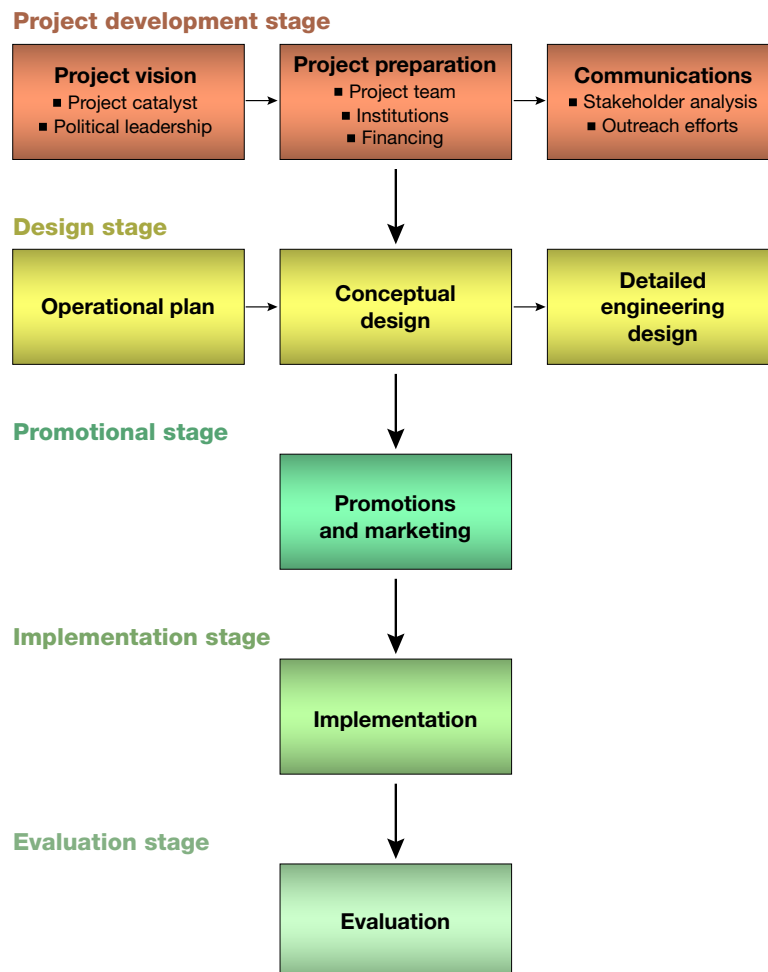 Project development stage
Project vision
■ Project catalyst
■ Political leadership
Project preparation
■ Project team
■ Institutions
■ Financing
Communications
■ Stakeholder analysis
■ Outreach efforts
Design stage
Operational plan
Conceptual
design
Detailed
engineering
design
Promotional stage
Promotions
and marketing
Implementation stage
Implementation
Evaluation stage
Evaluation